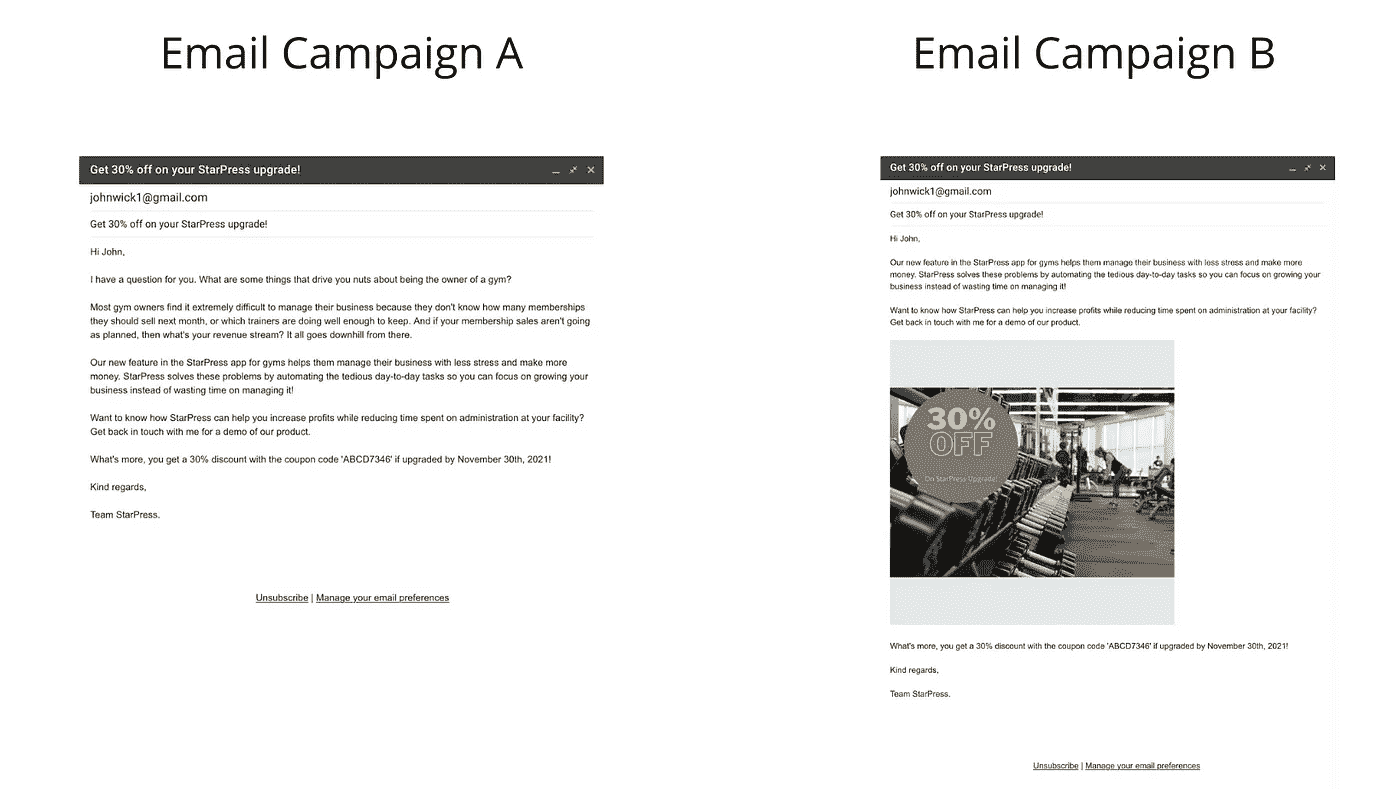 Email Campaign A
Get 30% off on your StarPress upgrade!
johnwick1@gmail.com
Get 30% off on your StarPress upgrade!
Hi John,
I have a question for you. What are some things that drive you nuts about being the owner of a gym?
Most gym owners find it extremely difficult to manage their business because they don't know how many memberships
they should sell next month, or which trainers are doing well enough to keep. And if your membership sales aren't going
as planned, then what's your revenue stream? It all goes downhill from there.
Our new feature in the StarPress app for gyms helps them manage their business with less stress and make more
money. StarPress solves these problems by automating the tedious day-to-day tasks so you can focus on growing your
business instead of wasting time on managing it!
Want to know how StarPress can help you increase profits while reducing time spent on administration at your facility?
Get back in touch with me for a demo of our product.
What's more, you get a 30% discount with the coupon code 'ABCD7346' if upgraded by November 30th, 2021!
Kind regards,
Team StarPress.
Unsubscribe | Manage your email preferences
Email Campaign B
Get 30% off on your StarPress upgrade!
johnwick1@gmail.com
Get 30% off on your StarPress upgrade!
Hi John,
Our new feature in the StarPress app for gyms helps them manage their business with less stress and make more
money. StarPress solves these problems by automating the tedious day-to-day tasks so you can focus on growing your
business instead of wasting time on managing it!
Want to know how StarPress can help you increase profits while reducing time spent on administration at your facility?
Get back in touch with me for a demo of our product.
30%
OFF
On StarPress Upgrade!
What's more, you get a 30% discount with the coupon code 'ABCD7346' if upgraded by November 30th, 2021!
Kind regards,
Team StarPress.
Unsubscribe | Manage your email preferences